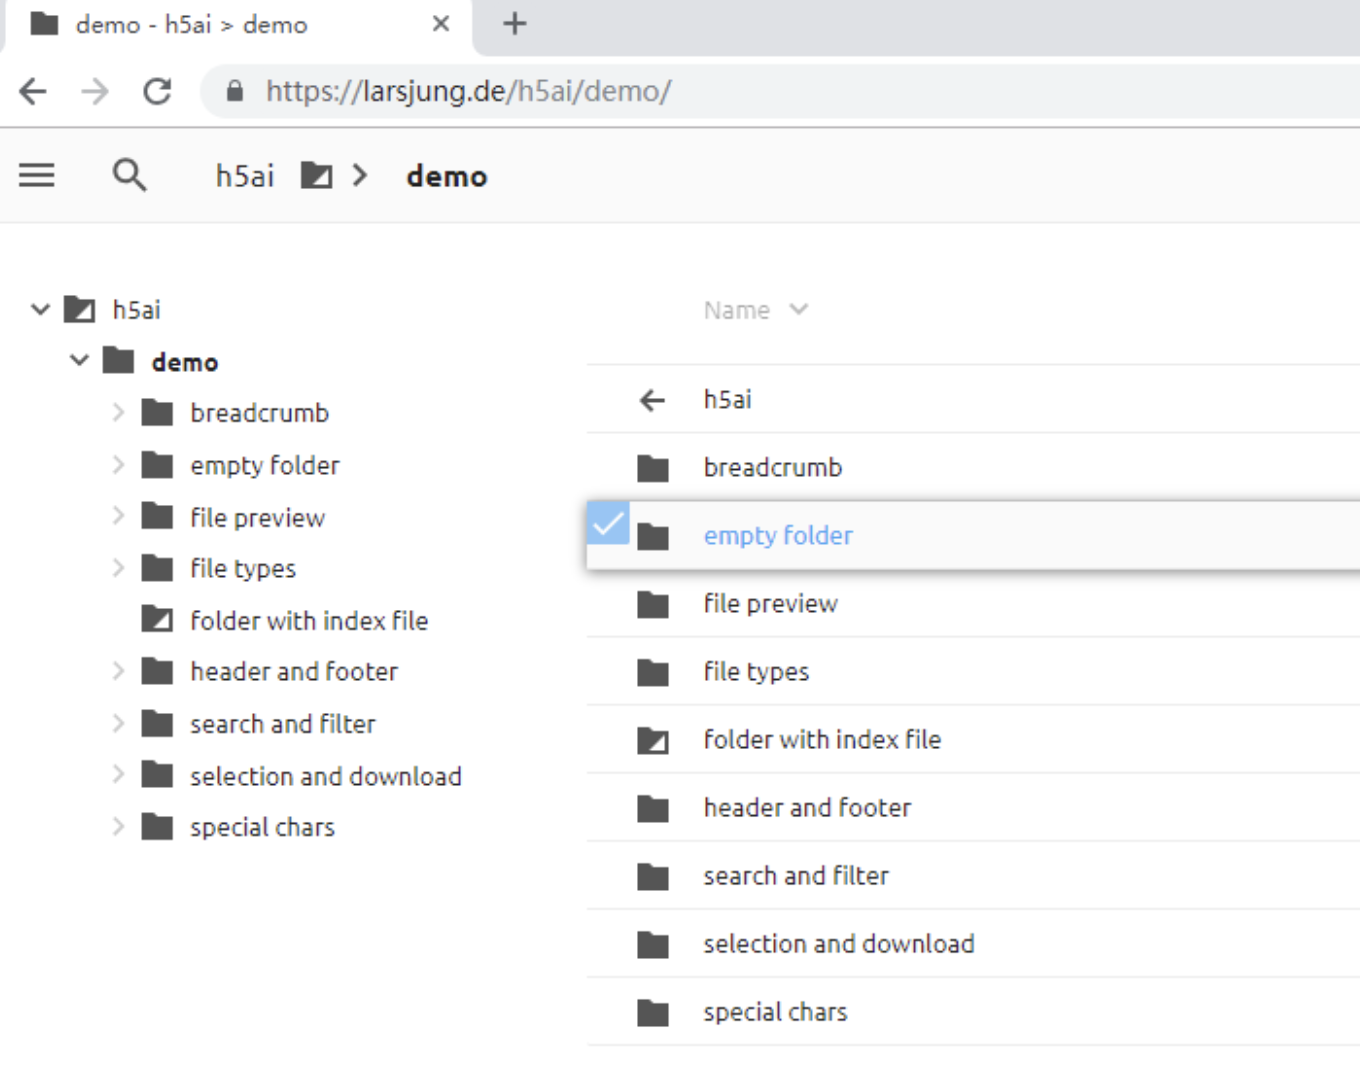 demo - h5ai > demo
https://larsjung.de/h5ai/demo/
h5ai demo
h5ai
demo
breadcrumb
empty folder
file preview
file types
folder with index file
header and footer
search and filter
selection and download
special chars
Name
h5ai
breadcrumb
empty folder
file preview
file types
folder with index file
header and footer
search and filter
selection and download
special chars